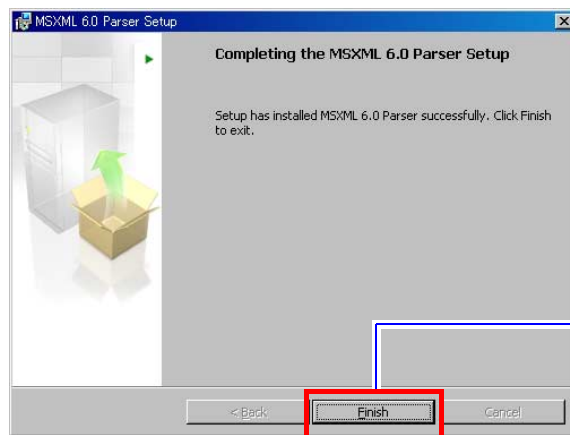 MSXML 6.0 Parser Setup
Completing the MSXML 6.0 Parser Setup
Setup has installed MSXML 6.0 Parser successfully. Click Finish
to exit.
< Back
Finish
Cancel